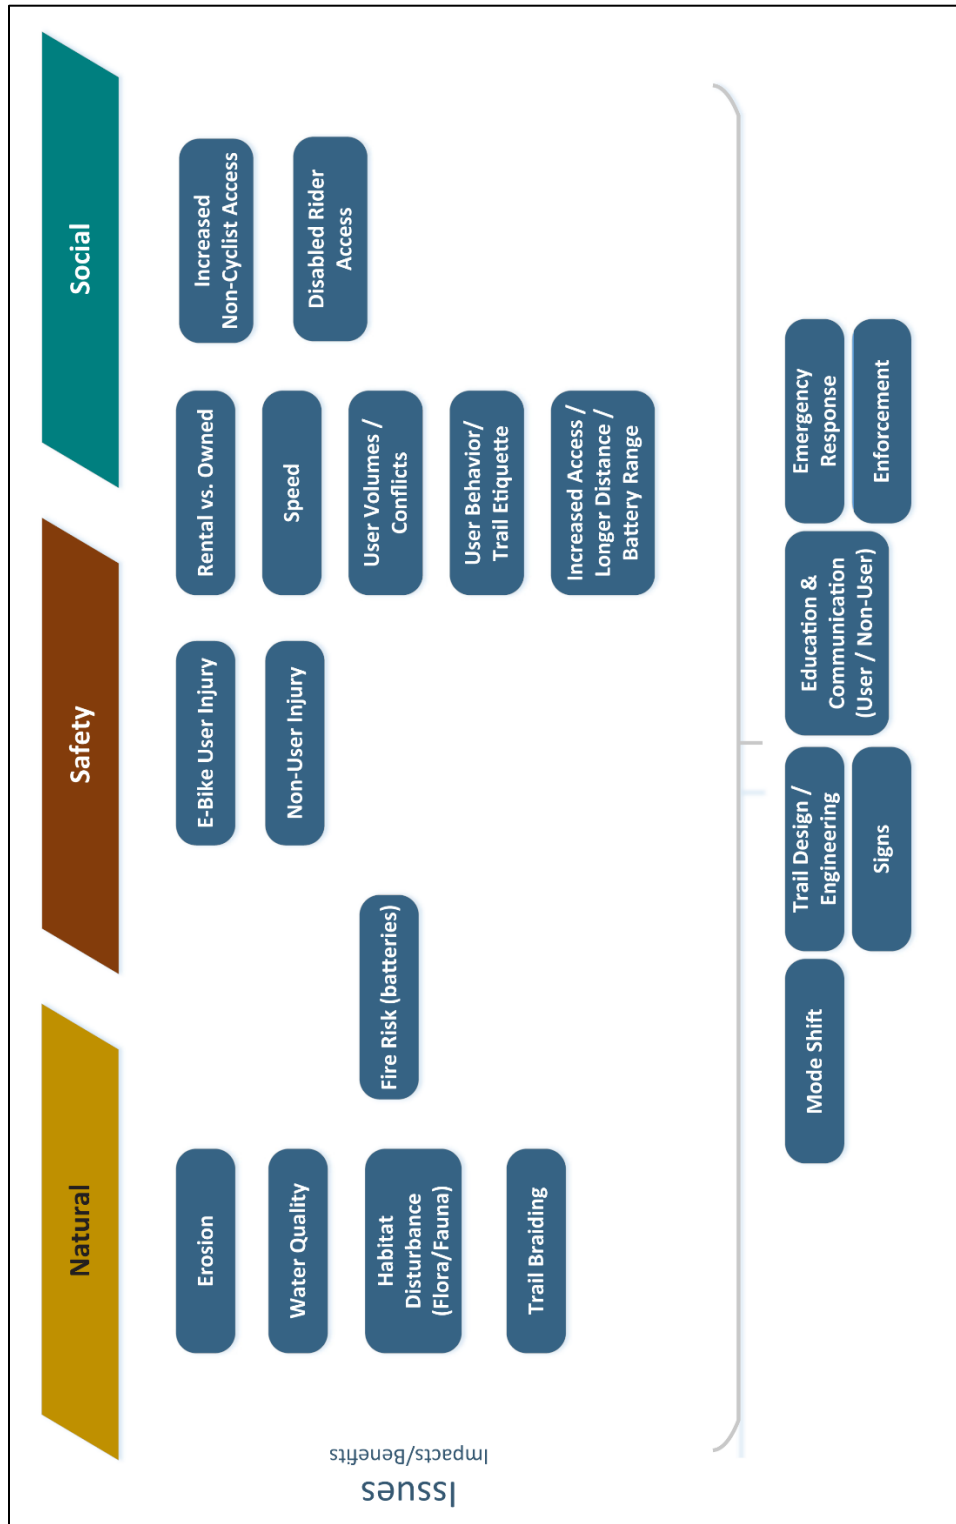 Natural
Safety
Social
Issues
Impacts/Benefits
Erosion
Water Quality
Habitat
Disturbance
(Flora/Fauna)
Trail Braiding
Fire Risk (batteries)
E-Bike User Injury
Non-User Injury
Rental vs. Owned
Speed
User Volumes /
Conflicts
User Behavior/
Trail Etiquette
Increased Access /
Longer Distance /
Battery Range
Increased
Non-Cyclist Access
Disabled Rider
Access
Mode Shift
Trail Design /
Engineering
Signs
Education &
Communication
(User / Non-User)
Emergency
Response
Enforcement